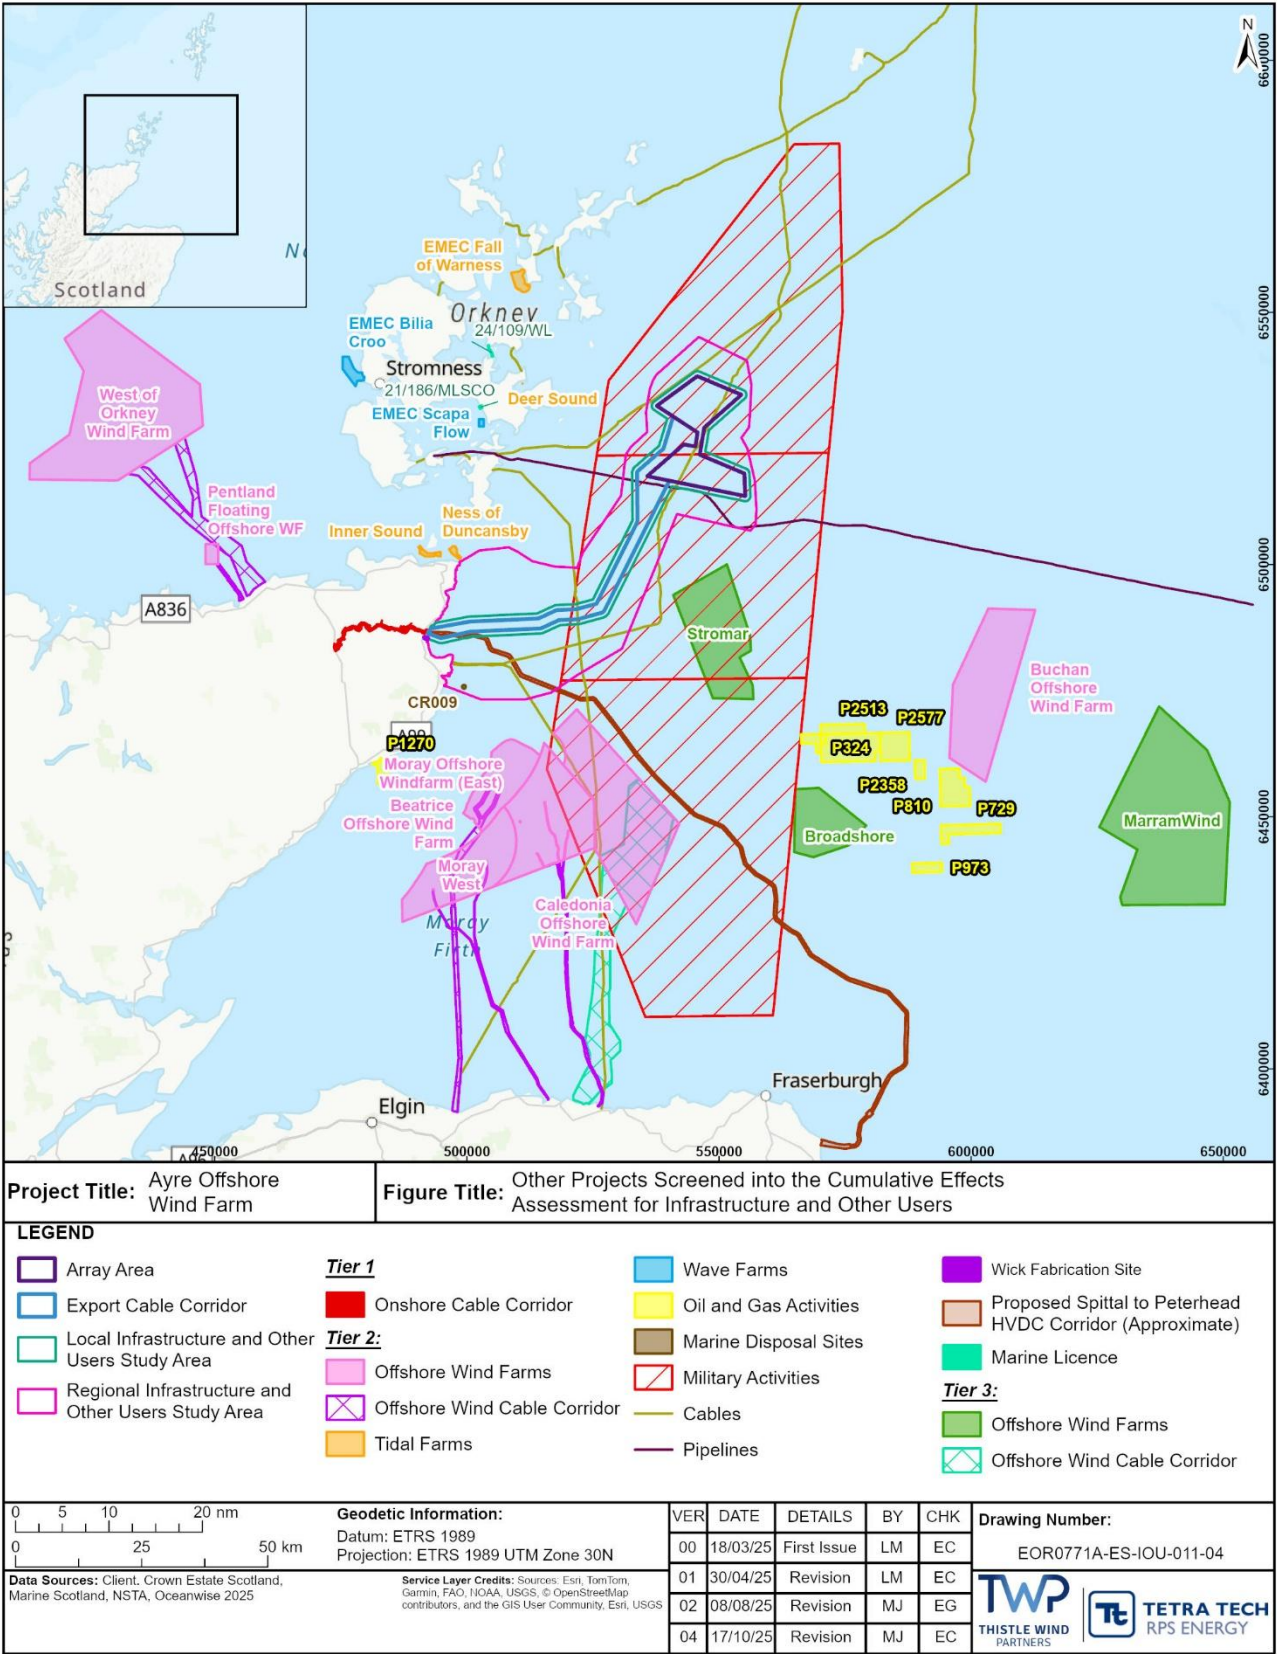 N
6600000
Scotland
EMEC Fall
of Warness
Orkney
24/109/WL
EMEC Bilia
Croo
Stromness
21/186/MLSCO
Deer Sound
EMEC Scapa
Flow
6550000
West of
Orkney
Wind Farm
Pentland
Floating
Offshore WF
Inner Sound
Ness of
Duncansby
6500000
A836
Stromar
Buchan
Offshore
Wind Farm
CR009
P2513
P2577
P324
P1270
Moray Offshore
Windfarm (East)
P2358
P810
P729
6450000
Beatrice
Offshore Wind
Farm
Broadshore
MarramWind
Moray
West
P973
Caledonia
Offshore
Wind Farm
Moray
Firth
6400000
Fraserburgh
Elgin
450000
500000
550000
600000
650000
Project Title: Ayre Offshore
Wind Farm
Figure Title: Other Projects Screened into the Cumulative Effects
Assessment for Infrastructure and Other Users
LEGEND
Array Area
Export Cable Corridor
Local Infrastructure and Other
Users Study Area
Regional Infrastructure and
Other Users Study Area
Tier 1
Onshore Cable Corridor
Tier 2:
Offshore Wind Farms
Offshore Wind Cable Corridor
Tidal Farms
Wave Farms
Oil and Gas Activities
Marine Disposal Sites
Military Activities
Cables
Pipelines
Wick Fabrication Site
Proposed Spittal to Peterhead
HVDC Corridor (Approximate)
Marine Licence
Tier 3:
Offshore Wind Farms
Offshore Wind Cable Corridor
0 5 10 20 nm
0 25 50 km
Geodetic Information:
Datum: ETRS 1989
Projection: ETRS 1989 UTM Zone 30N
Data Sources: Client. Crown Estate Scotland,
Marine Scotland, NSTA, Oceanwise 2025
Service Layer Credits: Sources: Esri, TomTom,
Garmin, FAO, NOAA, USGS, © OpenStreetMap
contributors, and the GIS User Community, Esri, USGS
VER DATE DETAILS BY CHK
00 18/03/25 First Issue LM EC
01 30/04/25 Revision LM EC
02 08/08/25 Revision MJ EG
04 17/10/25 Revision MJ EC
Drawing Number:
EOR0771A-ES-IOU-011-04
TWP
THISTLE WIND
PARTNERS
Tt
TETRA TECH
RPS ENERGY